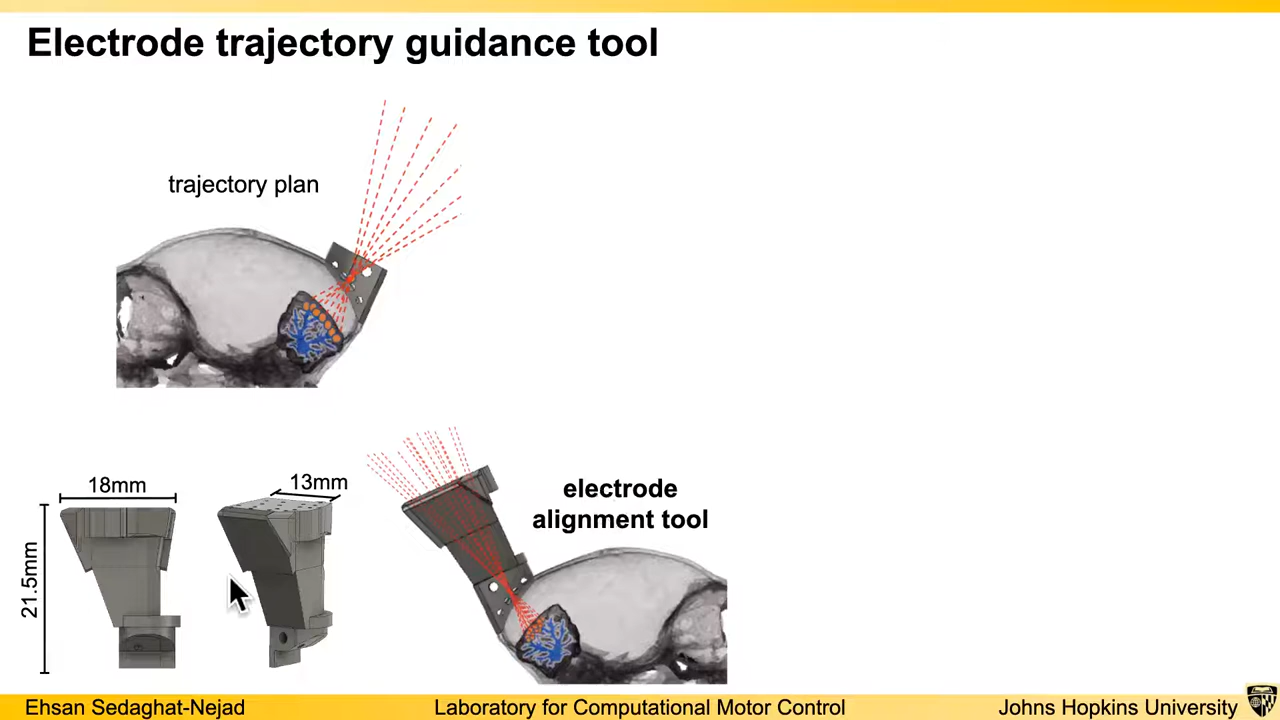 Electrode trajectory guidance tool
trajectory plan
18mm
13mm
21.5mm
electrode
alignment tool
Ehsan Sedaghat-Nejad
Laboratory for Computational Motor Control
Johns Hopkins University